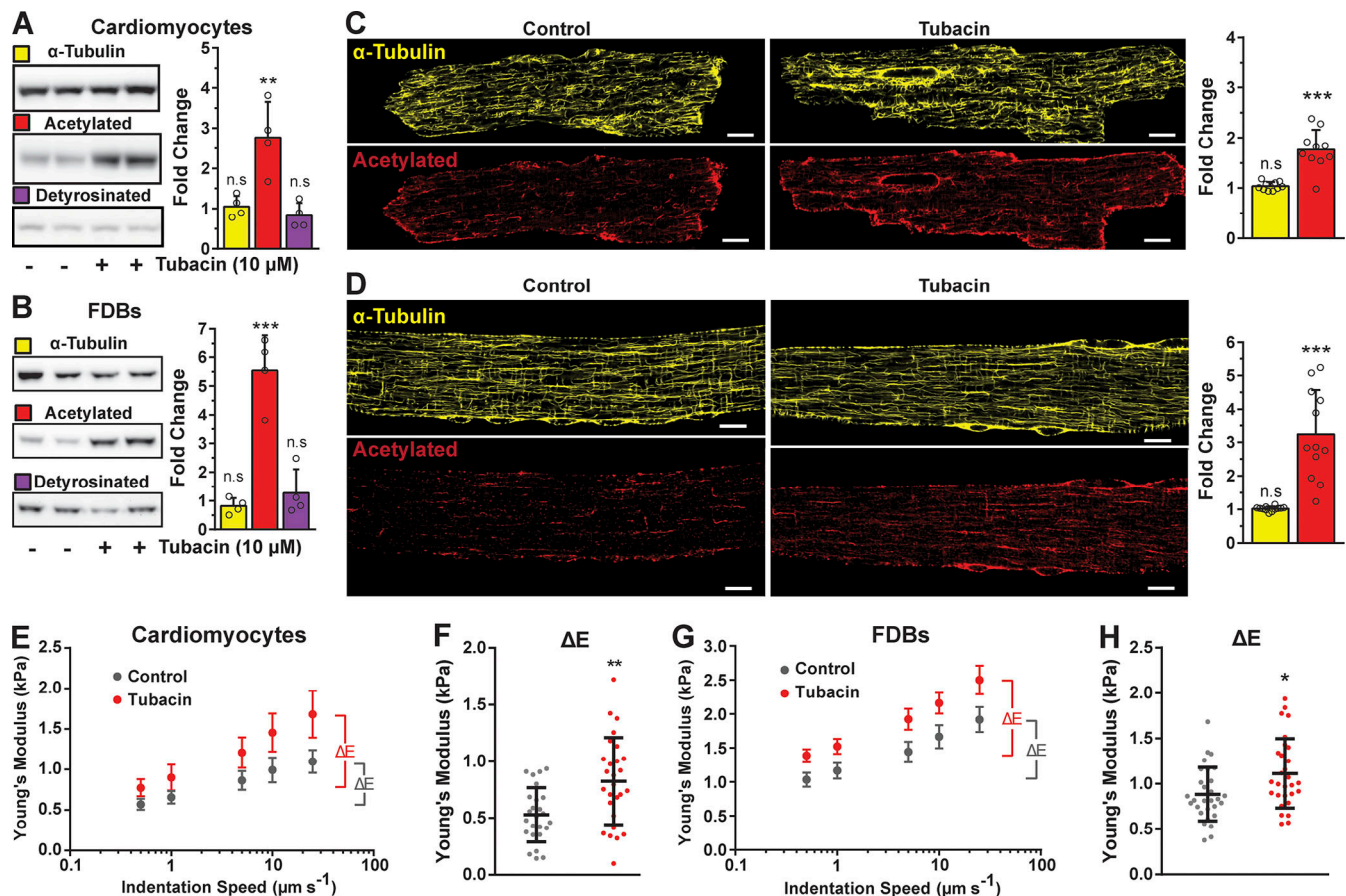 A
Cardiomyocytes
α-Tubulin
Acetylated
Detyrosinated
- - + + Tubacin (10 µM)
Fold Change
5
4
3
2
1
0
n.s
**
n.s
B
FDBs
α-Tubulin
Acetylated
Detyrosinated
- - + + Tubacin (10 µM)
Fold Change
7
6
5
4
3
2
1
0
n.s
***
n.s
C
Control
Tubacin
α-Tubulin
Acetylated
Fold Change
4
3
2
1
0
n.s
***
D
Control
Tubacin
α-Tubulin
Acetylated
Fold Change
6
5
4
3
2
1
0
n.s
***
E
Cardiomyocytes
Young's Modulus (kPa)
2.5
2.0
1.5
1.0
0.5
0.0
Control
Tubacin
ΔE
ΔE
0.1 1 10 100
Indentation Speed (µm s⁻¹)
F
ΔE
Young's Modulus (kPa)
2.0
1.5
1.0
0.5
0.0
**
G
FDBs
Young's Modulus (kPa)
3.0
2.5
2.0
1.5
1.0
0.5
0.0
Control
Tubacin
ΔE
ΔE
0.1 1 10 100
Indentation Speed (µm s⁻¹)
H
ΔE
Young's Modulus (kPa)
2.5
2.0
1.5
1.0
0.5
0.0
*